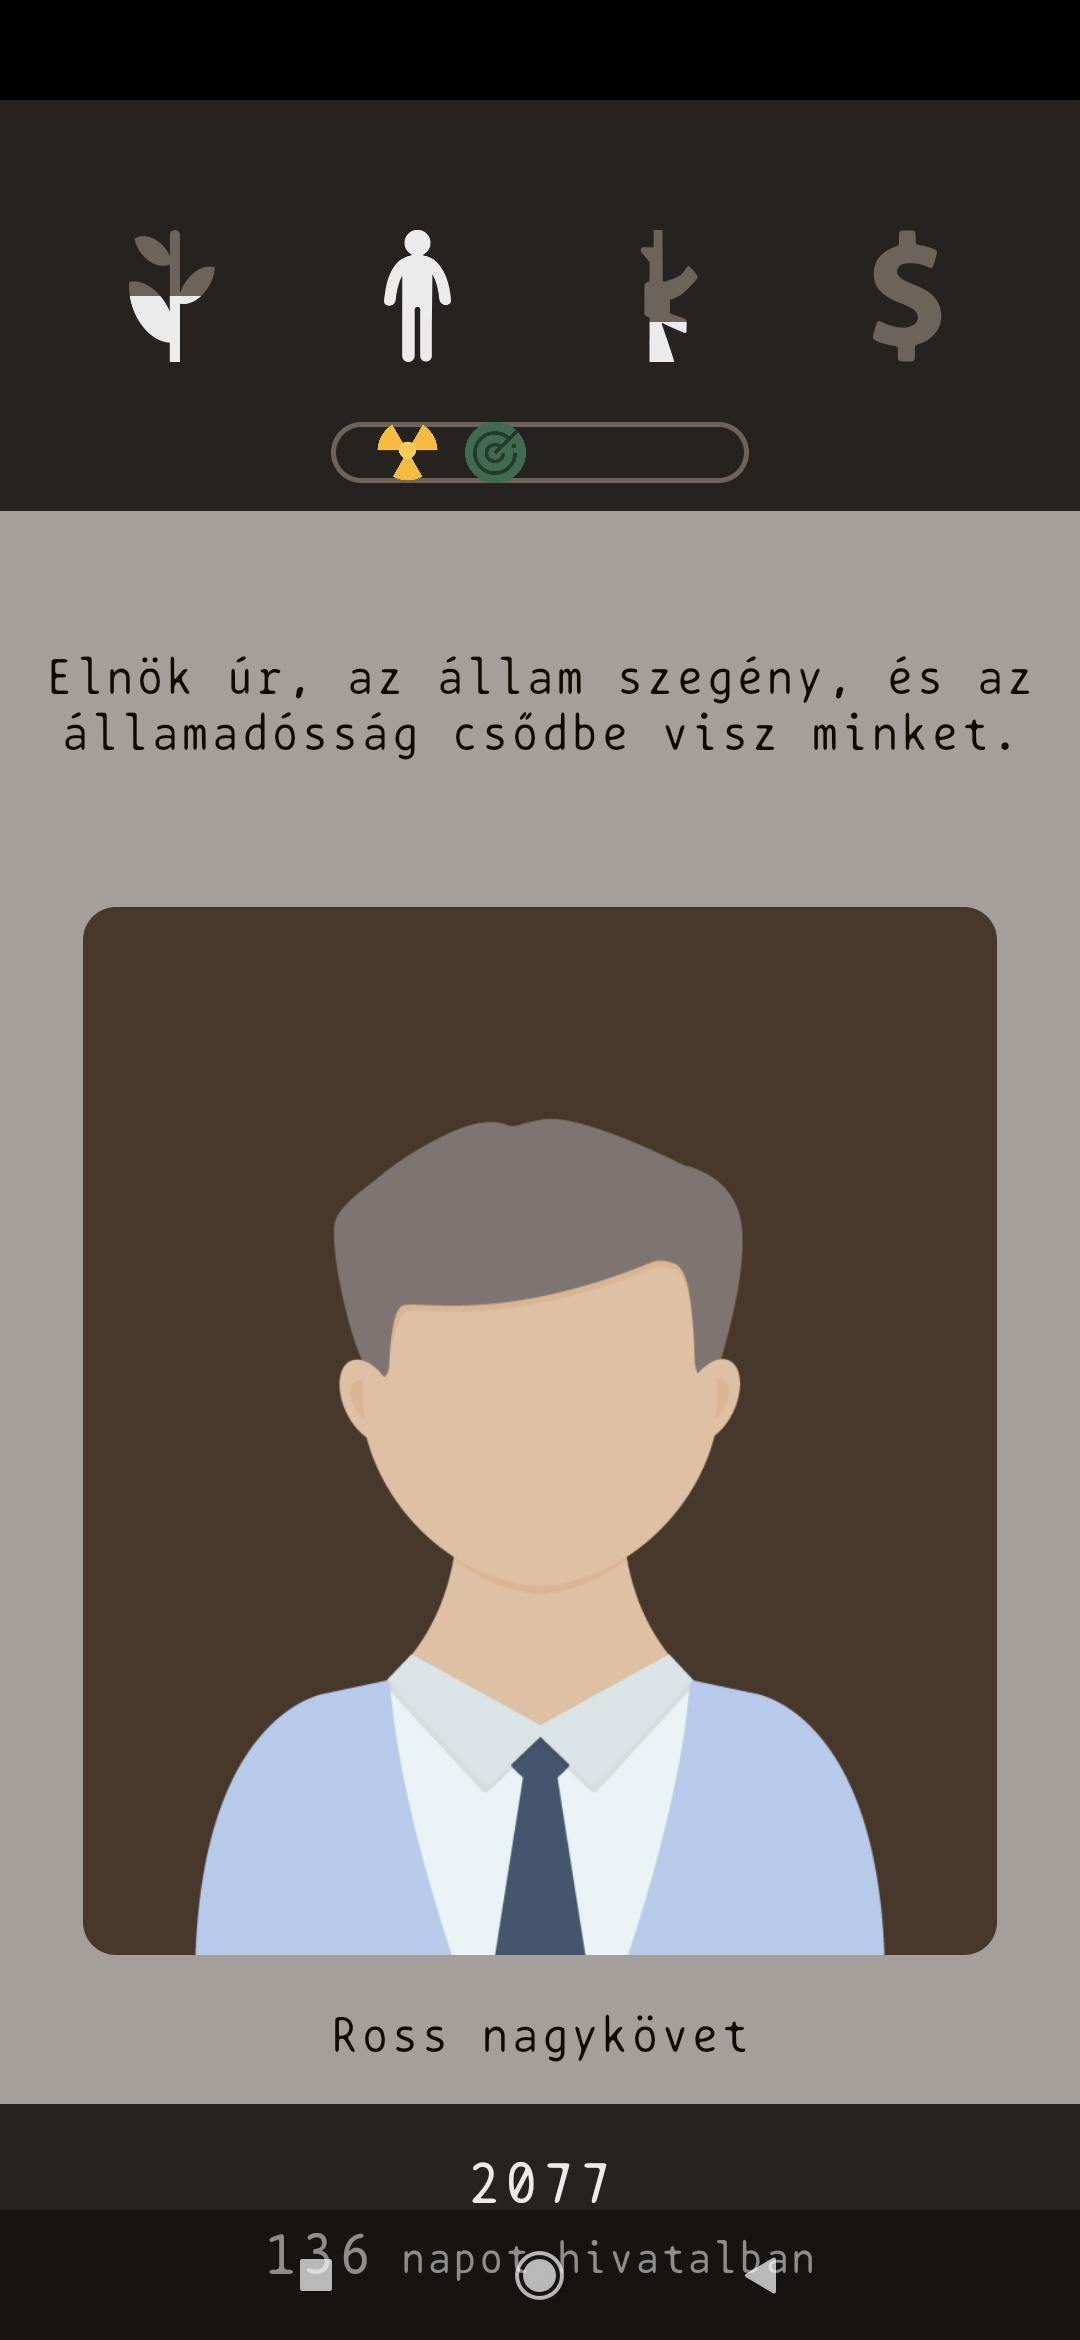 Elnök úr, az állam szegény, és az
államadósság csődbe visz minket.
Ross nagykövet
2077
136 napot hivatalban